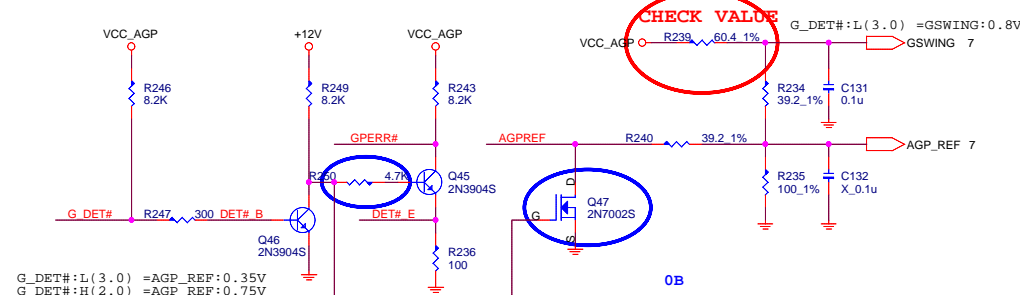 CHECK VALUE
G_DET#:L(3.0) =GSWING:0.8V
VCC_AGP
+12V
VCC_AGP
VCC_AGP
R239
60.4_1%
GSWING 7
R246
8.2K
R249
8.2K
R243
8.2K
R234
39.2_1%
C131
0.1u
GPERR#
AGPREF
R240
39.2_1%
AGP_REF 7
R250
4.7K
Q45
2N3904S
D
R235
100_1%
C132
X_0.1u
Q47
2N7002S
G_DET#
R247
300
DET#_B
DET#_E
G
S
Q46
2N3904S
R236
100
G_DET#:L(3.0) =AGP_REF:0.35V
G_DET#:H(2.0) =AGP_REF:0.75V
0B